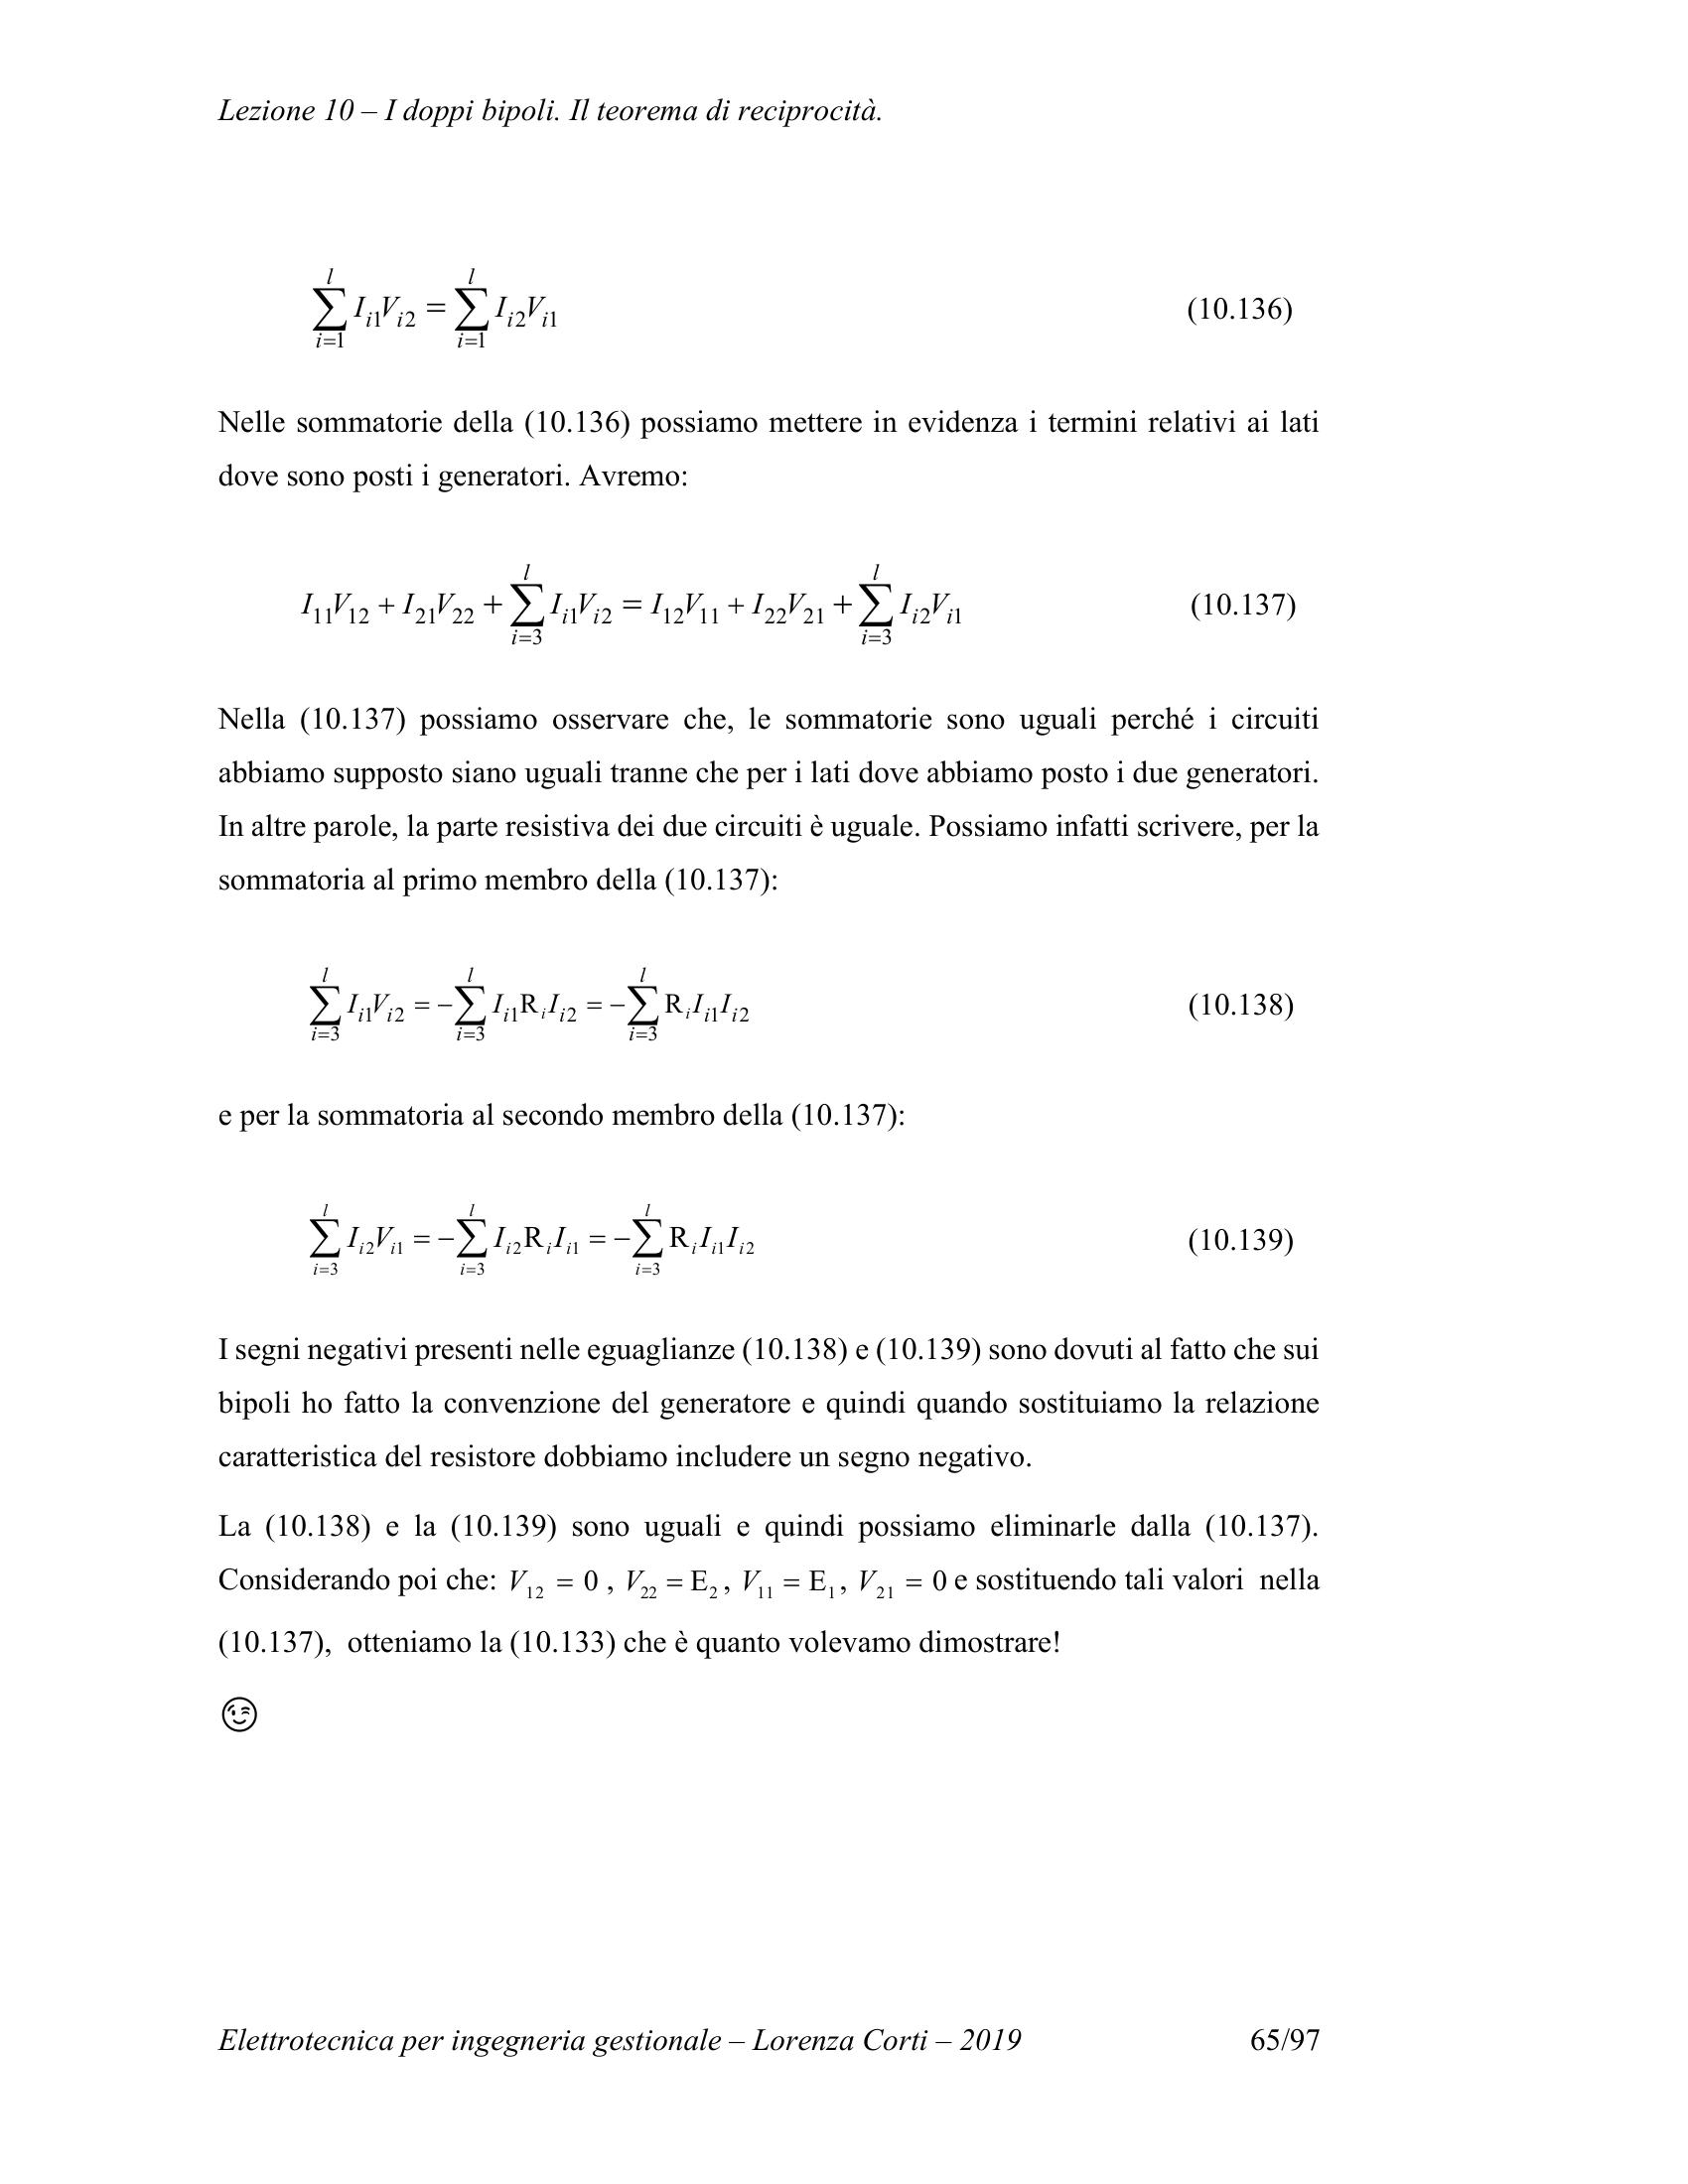 Lezione 10 – I doppi bipoli. Il teorema di reciprocità.
$\sum_{i=1}^{l} I_{i1}V_{i2} = \sum_{i=1}^{l} I_{i2}V_{i1}$ (10.136)
Nelle sommatorie della (10.136) possiamo mettere in evidenza i termini relativi ai lati
dove sono posti i generatori. Avremo:
$I_{11}V_{12} + I_{21}V_{22} + \sum_{i=3}^{l} I_{i1}V_{i2} = I_{12}V_{11} + I_{22}V_{21} + \sum_{i=3}^{l} I_{i2}V_{i1}$ (10.137)
Nella (10.137) possiamo osservare che, le sommatorie sono uguali perché i circuiti
abbiamo supposto siano uguali tranne che per i lati dove abbiamo posto i due generatori.
In altre parole, la parte resistiva dei due circuiti è uguale. Possiamo infatti scrivere, per la
sommatoria al primo membro della (10.137):
$\sum_{i=3}^{l} I_{i1}V_{i2} = -\sum_{i=3}^{l} I_{i1}R_{i}I_{i2} = -\sum_{i=3}^{l} R_{i}I_{i1}I_{i2}$ (10.138)
e per la sommatoria al secondo membro della (10.137):
$\sum_{i=3}^{l} I_{i2}V_{i1} = -\sum_{i=3}^{l} I_{i2}R_{i}I_{i1} = -\sum_{i=3}^{l} R_{i}I_{i1}I_{i2}$ (10.139)
I segni negativi presenti nelle eguaglianze (10.138) e (10.139) sono dovuti al fatto che sui
bipoli ho fatto la convenzione del generatore e quindi quando sostituiamo la relazione
caratteristica del resistore dobbiamo includere un segno negativo.
La (10.138) e la (10.139) sono uguali e quindi possiamo eliminarle dalla (10.137).
Considerando poi che: $V_{12} = 0$ , $V_{22} = E_{2}$ , $V_{11} = E_{1}$ , $V_{21} = 0$ e sostituendo tali valori nella
(10.137), otteniamo la (10.133) che è quanto volevamo dimostrare!
😉
Elettrotecnica per ingegneria gestionale – Lorenza Corti – 2019 65/97